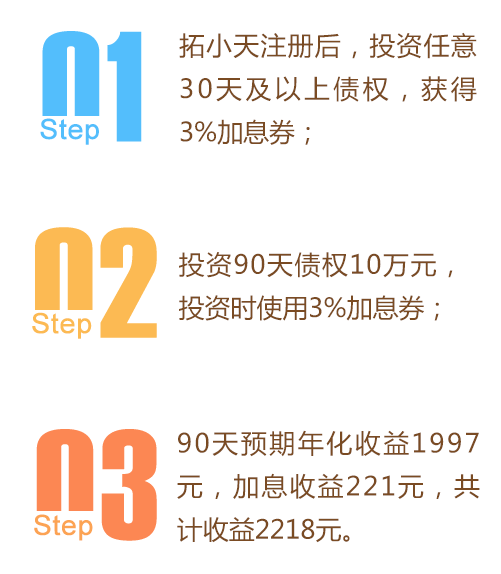 01
Step
拓小天注册后，投资任意
30天及以上债权，获得
3%加息券；
02
Step
投资90天债权10万元，
投资时使用3%加息券；
03
Step
90天预期年化收益1997
元，加息收益221元，共
计收益2218元。